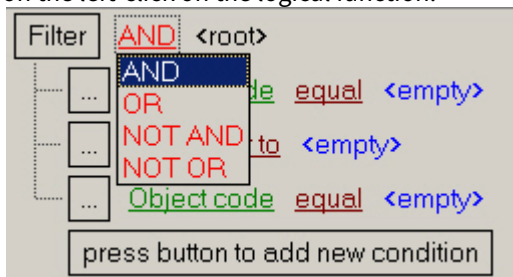 on the left click on the logical function.
Filter AND <root>
AND
OR
NOT AND
NOT OR
... equal <empty>
... to <empty>
... Object code equal <empty>
press button to add new condition